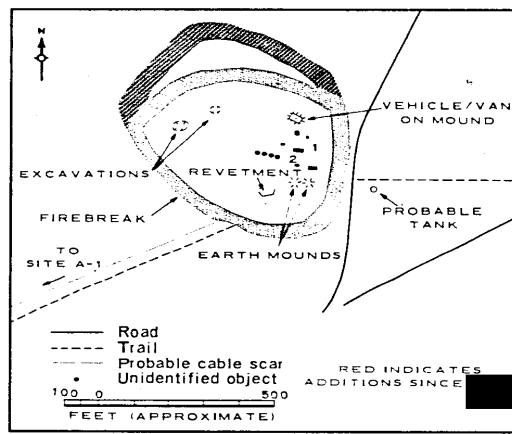 N
VEHICLE/VAN
ON MOUND
1
2
EXCAVATIONS
REVETMENT
FIREBREAK
PROBABLE
TANK
TO
SITE A-1
EARTH MOUNDS
Road
Trail
Probable cable scar
Unidentified object
100 0 500
FEET (APPROXIMATE)
RED INDICATES
ADDITIONS SINCE